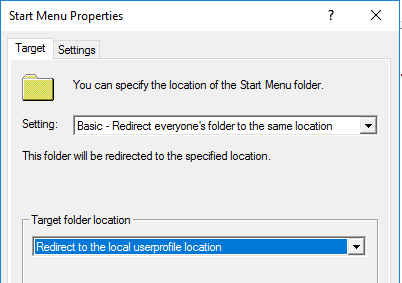 Start Menu Properties
Target
Settings
You can specify the location of the Start Menu folder.
Setting:
Basic - Redirect everyone's folder to the same location
This folder will be redirected to the specified location.
Target folder location
Redirect to the local userprofile location